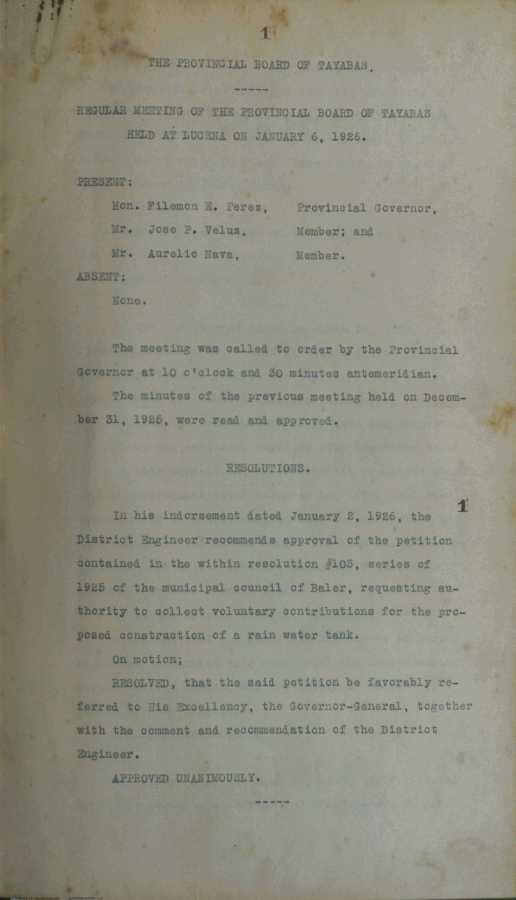 1
THE PROVINCIAL BOARD OF TAYABAS.
-----
REGULAR MEETING OF THE PROVINCIAL BOARD OF TAYABAS
HELD AT LUCENA ON JANUARY 6, 1926.
PRESENT:
Hon. Filemon E. Perez, Provincial Governor,
Mr. Jose P. Velus, Member; and
Mr. Aurelio Nava, Member.
ABSENT:
None.
The meeting was called to order by the Provincial
Governor at 10 o'clock and 30 minutes antemeridian.
The minutes of the previous meeting held on Decem-
ber 31, 1925, were read and approved.
RESOLUTIONS.
1
In his indorsement dated January 2, 1926, the
District Engineer recommends approval of the petition
contained in the within resolution #103, series of
1925 of the municipal council of Baler, requesting au-
thority to collect voluntary contributions for the pro-
posed construction of a rain water tank.
On motion;
RESOLVED, that the said petition be favorably re-
ferred to His Excellency, the Governor-General, together
with the comment and recommendation of the District
Engineer.
APPROVED UNANIMOUSLY.
-----